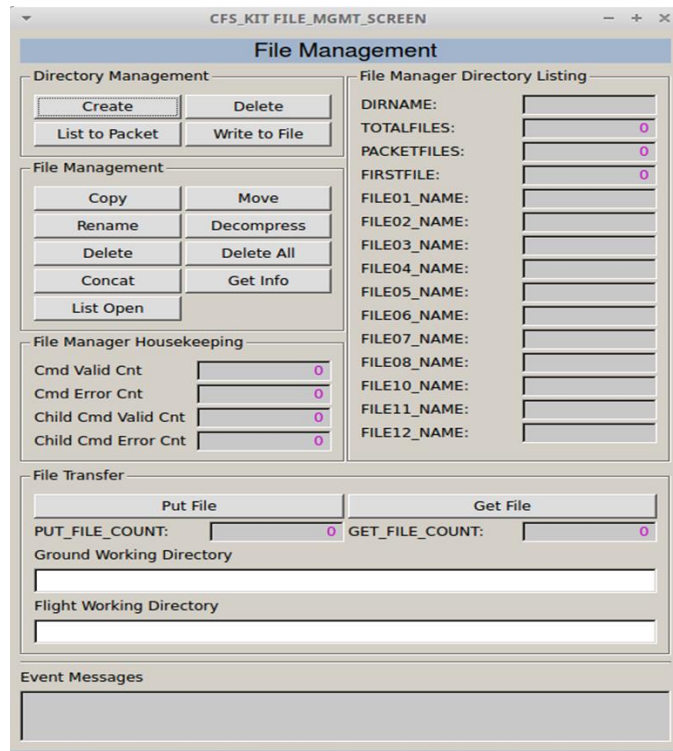 CFS_KIT FILE_MGMT_SCREEN
File Management
Directory Management
Create Delete
List to Packet Write to File
File Management
Copy Move
Rename Decompress
Delete Delete All
Concat Get Info
List Open
File Manager Housekeeping
Cmd Valid Cnt 0
Cmd Error Cnt 0
Child Cmd Valid Cnt 0
Child Cmd Error Cnt 0
File Manager Directory Listing
DIRNAME:
TOTALFILES: 0
PACKETFILES: 0
FIRSTFILE: 0
FILE01_NAME:
FILE02_NAME:
FILE03_NAME:
FILE04_NAME:
FILE05_NAME:
FILE06_NAME:
FILE07_NAME:
FILE08_NAME:
FILE10_NAME:
FILE11_NAME:
FILE12_NAME:
File Transfer
Put File Get File
PUT_FILE_COUNT: 0 GET_FILE_COUNT: 0
Ground Working Directory
Flight Working Directory
Event Messages